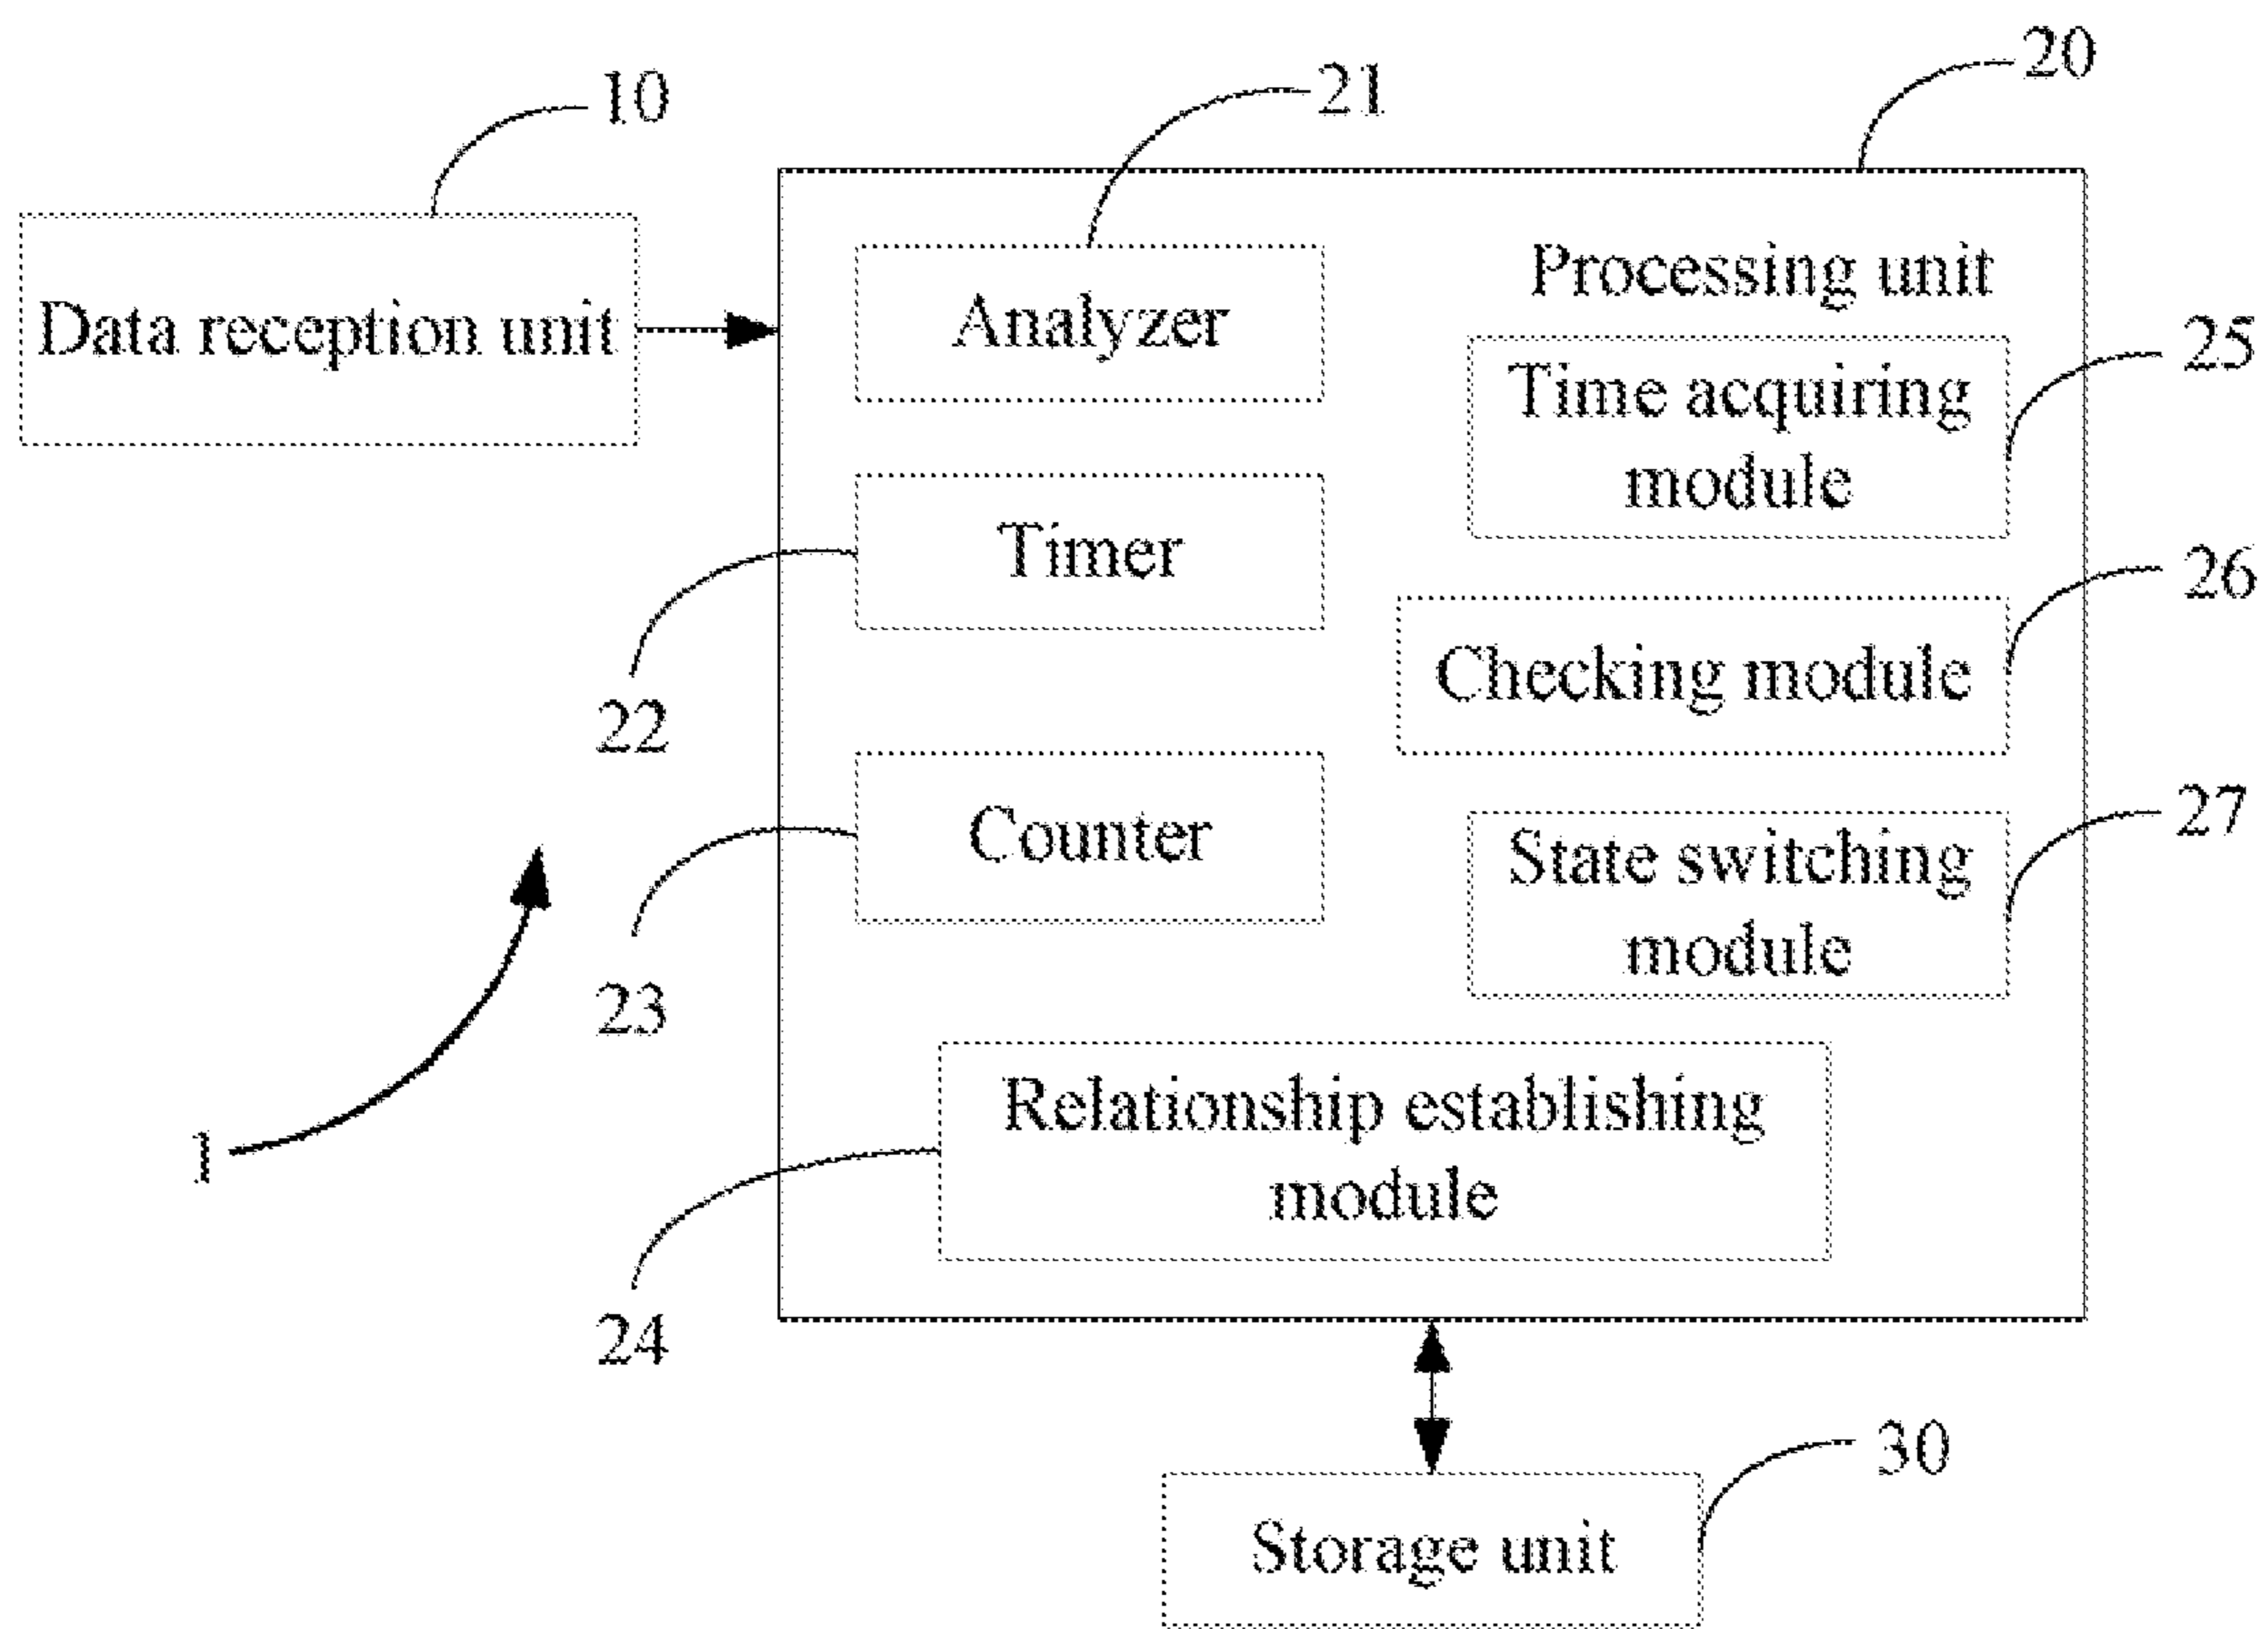 10
21
20
Data reception unit
Analyzer
Processing unit
Time acquiring
module
25
Timer
22
Checking module
26
Counter
23
State switching
module
27
1
Relationship establishing
module
24
Storage unit
30